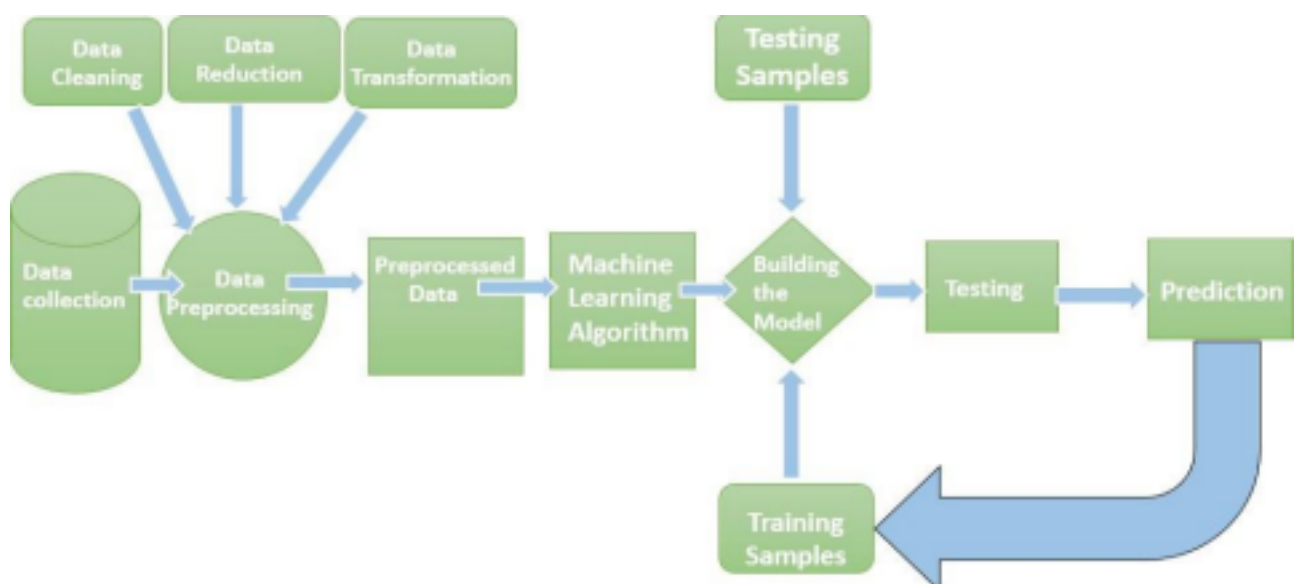 Data
Cleaning
Data
Reduction
Data
Transformation
Testing
Samples
Data
collection
Data
Preprocessing
Preprocessed
Data
Machine
Learning
Algorithm
Building
the
Model
Testing
Prediction
Training
Samples